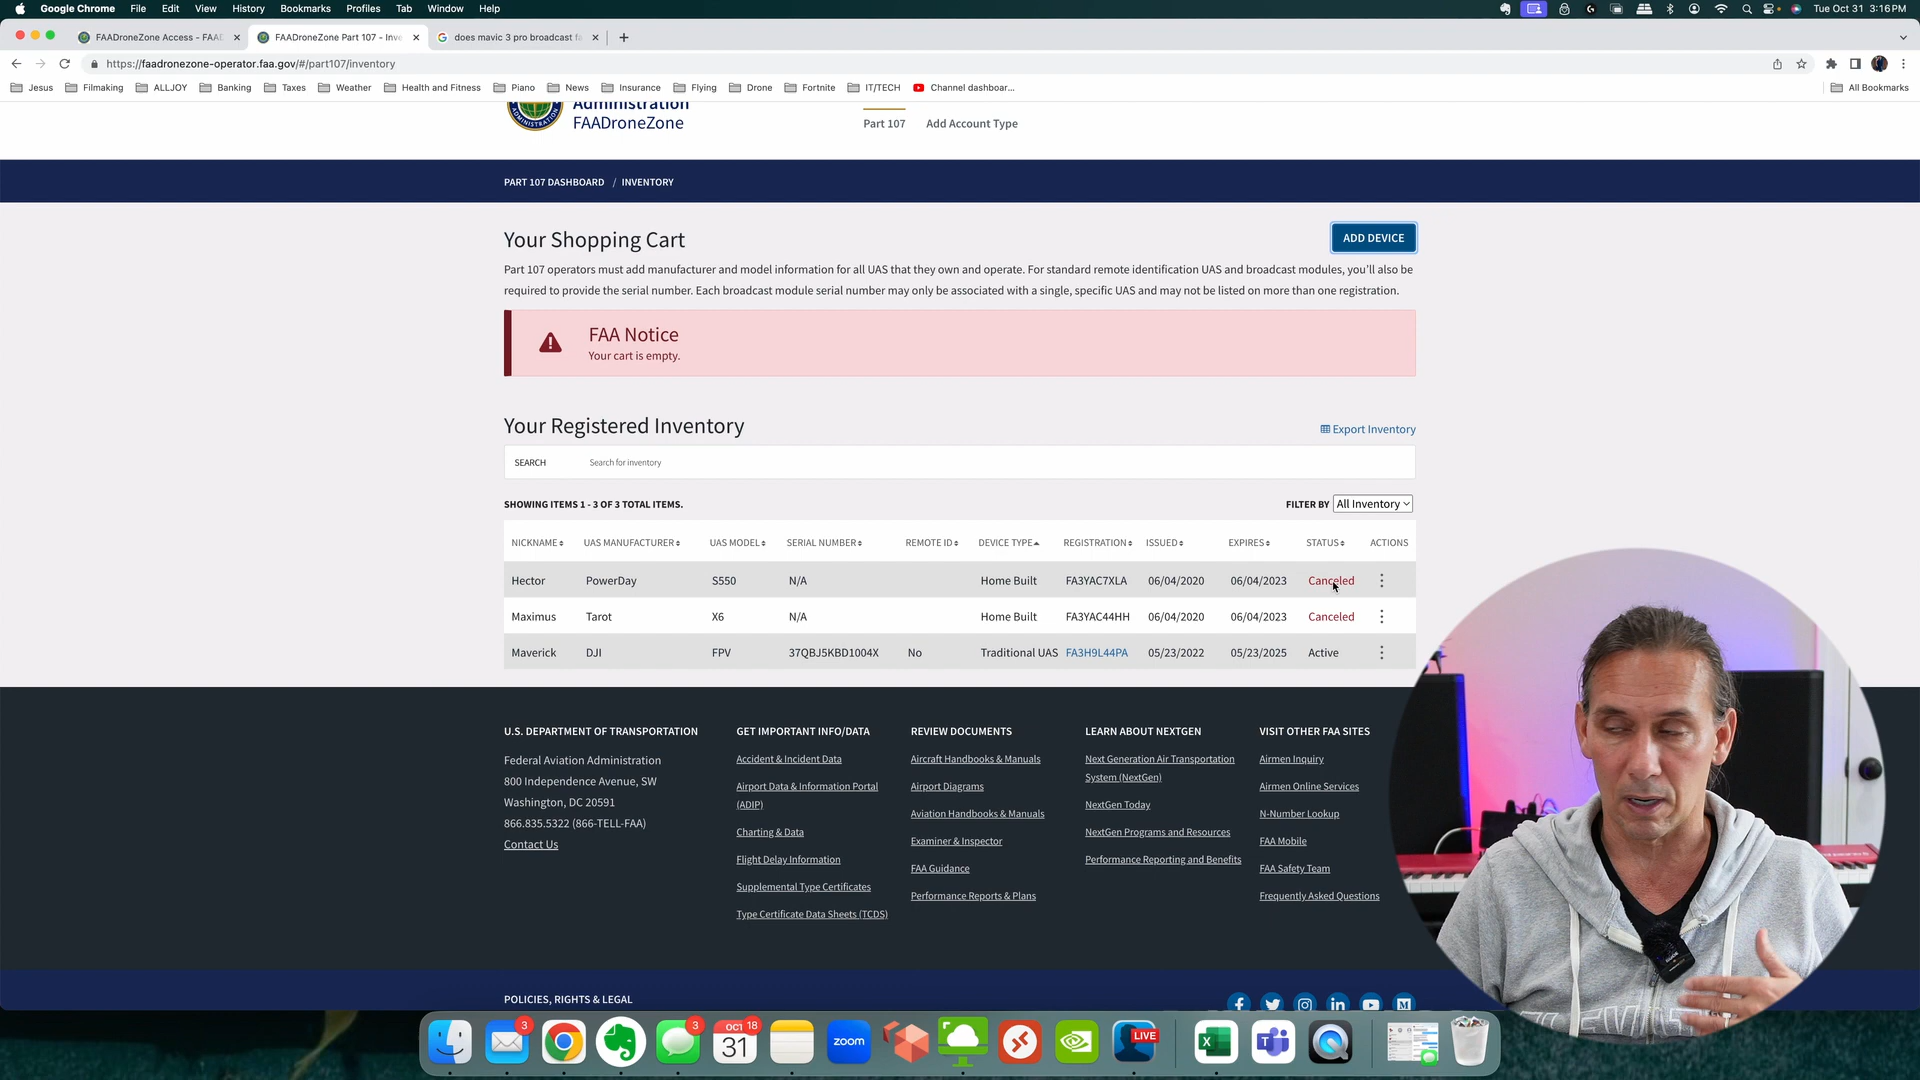 Google Chrome File Edit View History Bookmarks Profiles Tab Window Help Tue Oct 31 3:16 PM
FAADroneZone Access - FAAD FAADroneZone Part 107 - Inve does mavic 3 pro broadcast fa
https://faadronezone-operator.faa.gov/#/part107/inventory
Jesus Filmaking ALLJOY Banking Taxes Weather Health and Fitness Piano News Insurance Flying Drone Fortnite IT/TECH Channel dashboar... All Bookmarks
Administration
FAADroneZone
Part 107 Add Account Type
PART 107 DASHBOARD / INVENTORY
Your Shopping Cart
ADD DEVICE
Part 107 operators must add manufacturer and model information for all UAS that they own and operate. For standard remote identification UAS and broadcast modules, you'll also be
required to provide the serial number. Each broadcast module serial number may only be associated with a single, specific UAS and may not be listed on more than one registration.
FAA Notice
Your cart is empty.
Your Registered Inventory
Export Inventory
SEARCH Search for inventory
SHOWING ITEMS 1 - 3 OF 3 TOTAL ITEMS.
FILTER BY All Inventory
NICKNAME UAS MANUFACTURER UAS MODEL SERIAL NUMBER REMOTE ID DEVICE TYPE REGISTRATION ISSUED EXPIRES STATUS ACTIONS
Hector PowerDay S550 N/A Home Built FA3YAC7XLA 06/04/2020 06/04/2023 Canceled
Maximus Tarot X6 N/A Home Built FA3YAC44HH 06/04/2020 06/04/2023 Canceled
Maverick DJI FPV 37QBJ5KBD1004X No Traditional UAS FA3H9L44PA 05/23/2022 05/23/2025 Active
U.S. DEPARTMENT OF TRANSPORTATION
Federal Aviation Administration
800 Independence Avenue, SW
Washington, DC 20591
866.835.5322 (866-TELL-FAA)
Contact Us
GET IMPORTANT INFO/DATA
Accident & Incident Data
Airport Data & Information Portal
(ADIP)
Charting & Data
Flight Delay Information
Supplemental Type Certificates
Type Certificate Data Sheets (TCDS)
REVIEW DOCUMENTS
Aircraft Handbooks & Manuals
Airport Diagrams
Aviation Handbooks & Manuals
Examiner & Inspector
FAA Guidance
Performance Reports & Plans
LEARN ABOUT NEXTGEN
Next Generation Air Transportation
System (NextGen)
NextGen Today
NextGen Programs and Resources
Performance Reporting and Benefits
VISIT OTHER FAA SITES
Airmen Inquiry
Airmen Online Services
N-Number Lookup
FAA Mobile
FAA Safety Team
Frequently Asked Questions
POLICIES, RIGHTS & LEGAL
3
3
OCT 18
31
zoom
LIVE